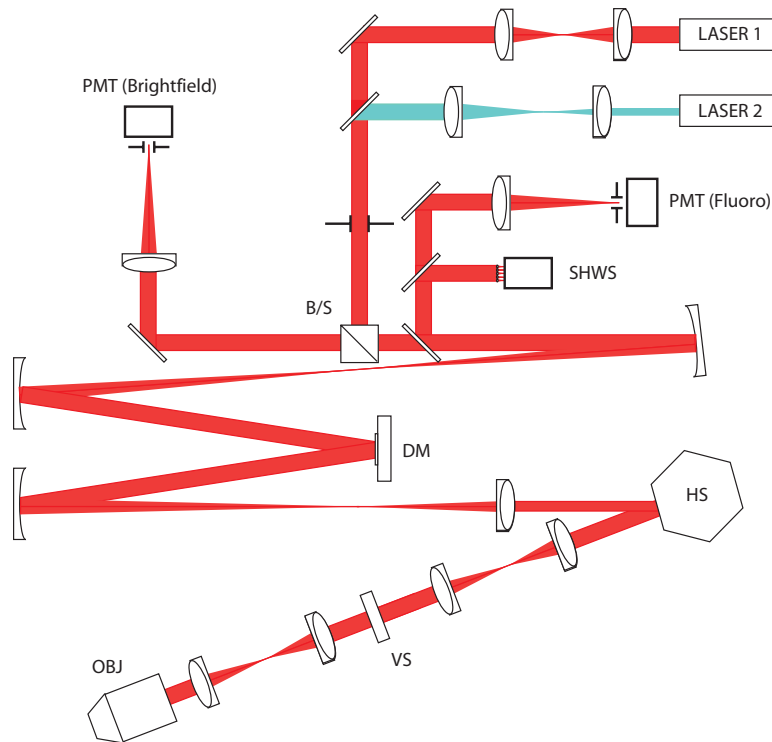 LASER 1
PMT (Brightfield)
LASER 2
PMT (Fluoro)
SHWS
B/S
DM
HS
VS
OBJ